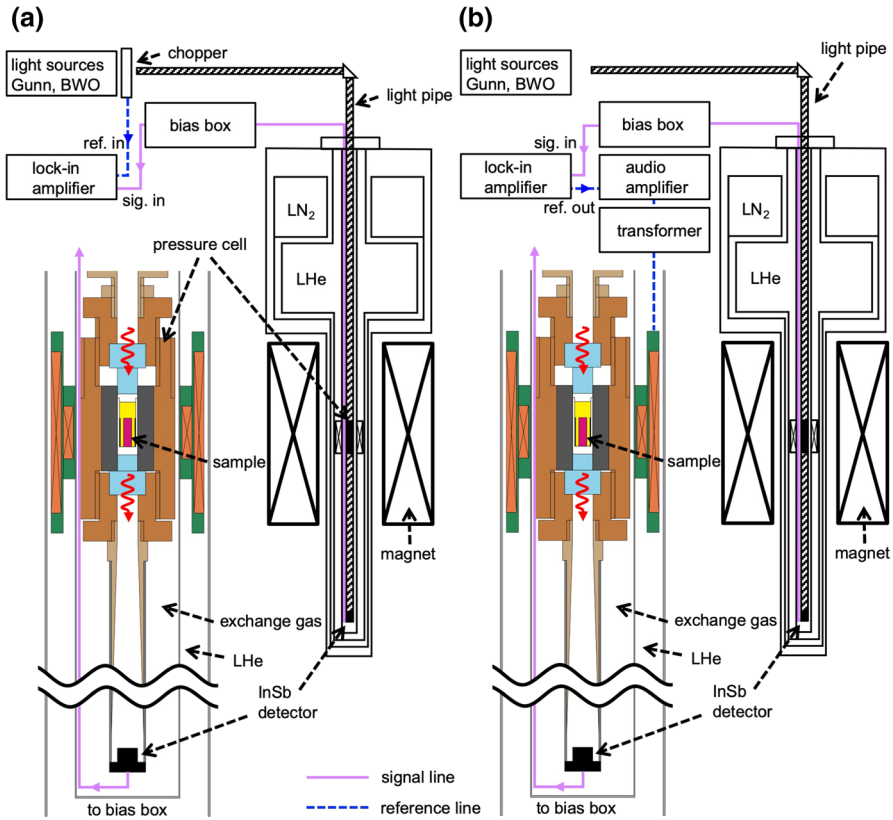 (a)
chopper
light sources
Gunn, BWO
light pipe
ref. in
bias box
lock-in
amplifier
sig. in
LN2
pressure cell
LHe
sample
magnet
exchange gas
LHe
InSb
detector
to bias box
signal line
reference line
(b)
light pipe
light sources
Gunn, BWO
bias box
sig. in
lock-in
amplifier
audio
amplifier
ref. out
LN2
transformer
LHe
sample
magnet
exchange gas
LHe
InSb
detector
to bias box